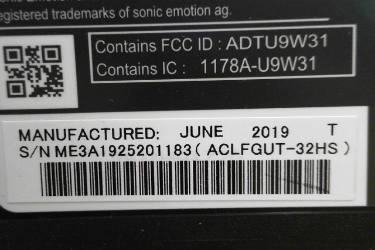 registered trademarks of sonic emotion ag.
Contains FCC ID : ADTU9W31
Contains IC : 1178A-U9W31
MANUFACTURED: JUNE 2019 T
S/N ME3A1925201183 ( ACLFGUT-32HS )